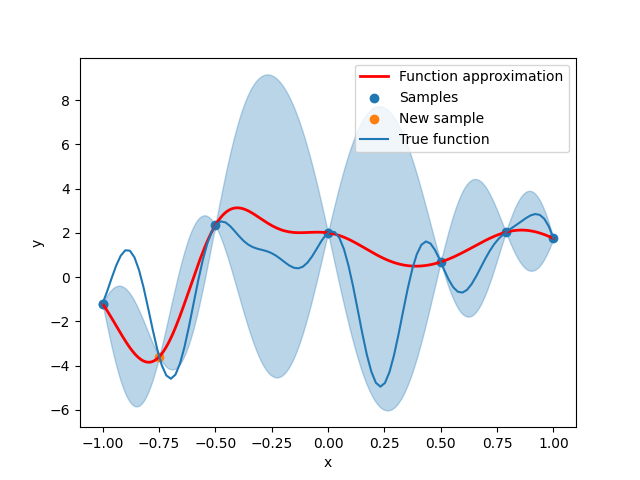 Function approximation
Samples
New sample
True function
8
6
4
2
0
−2
−4
−6
y
−1.00 −0.75 −0.50 −0.25 0.00 0.25 0.50 0.75 1.00
x